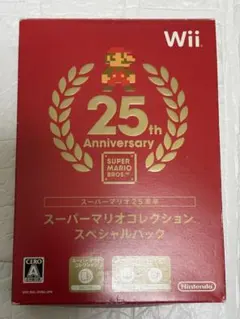 Wii
25th
Anniversary
SUPER
MARIO
BROS.™
スーパーマリオ25周年
スーパーマリオコレクション
スペシャルパック
CERO
A
Nintendo